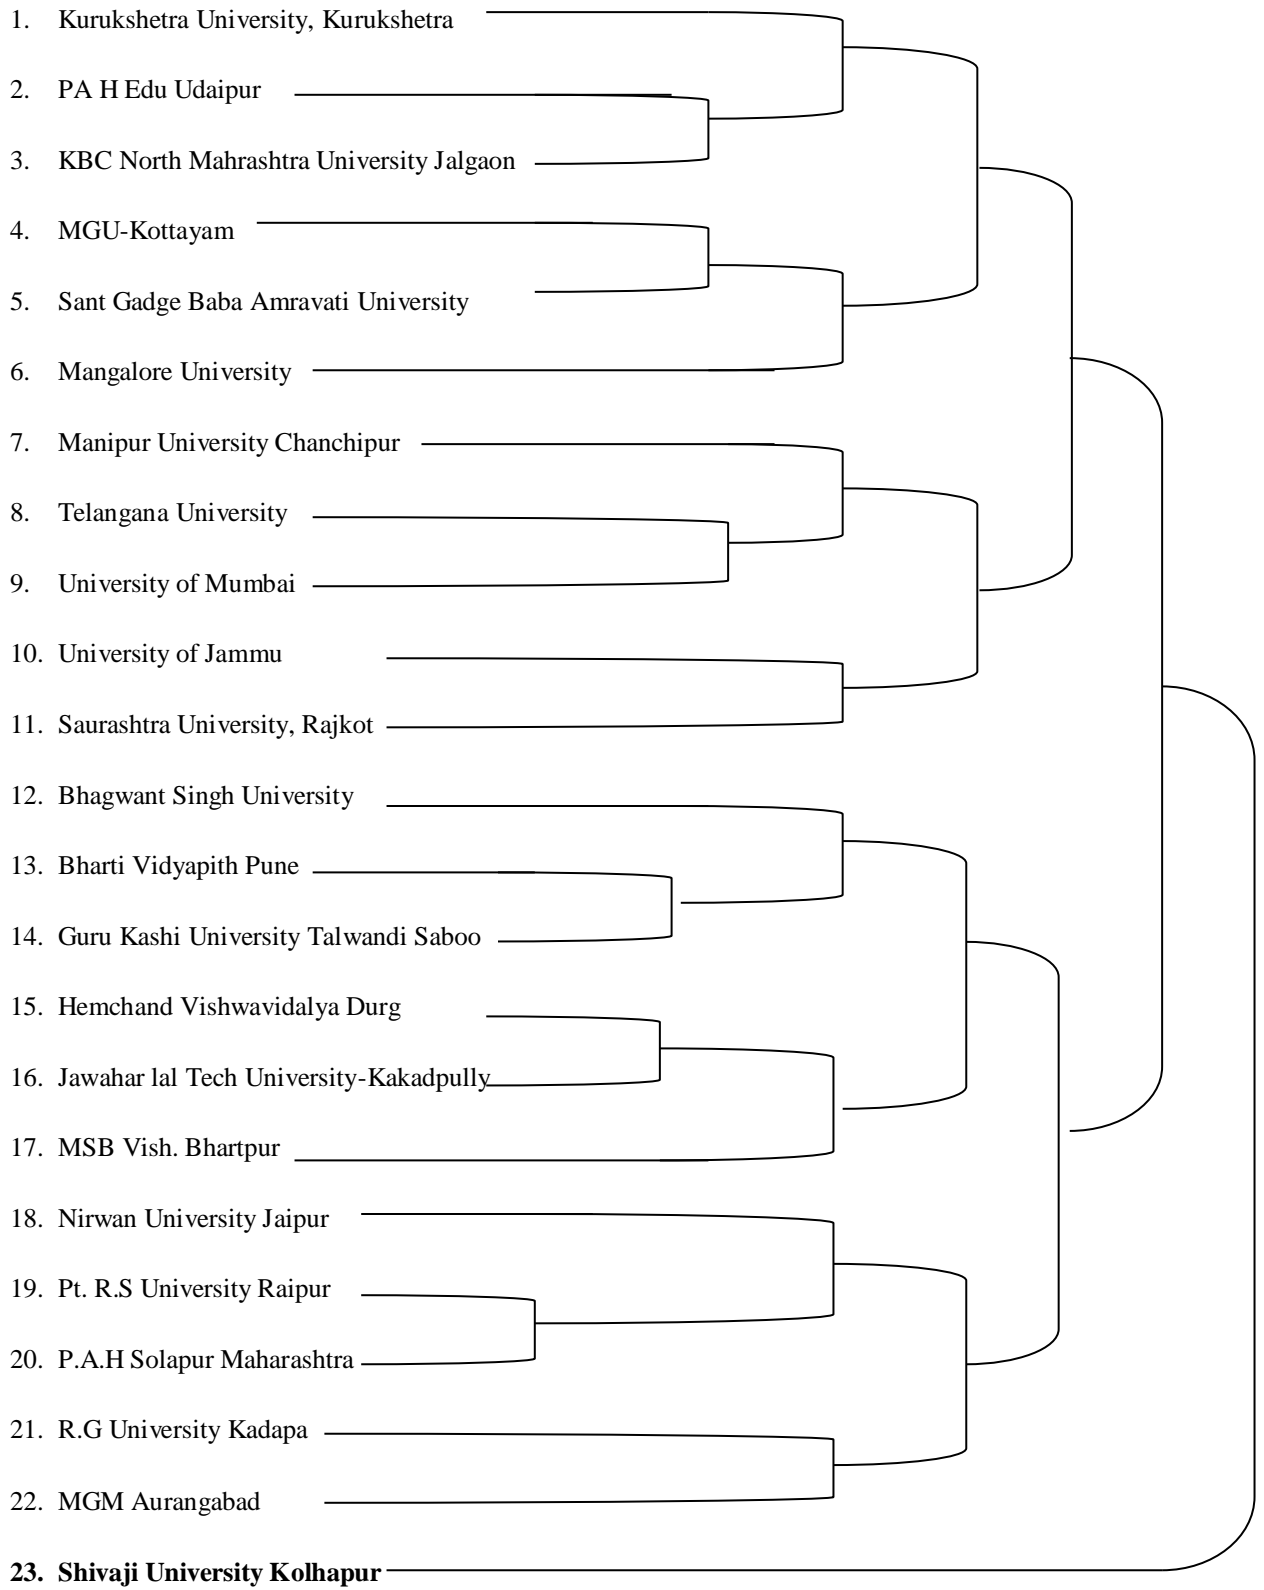 1. Kurukshetra University, Kurukshetra
2. PA H Edu Udaipur
3. KBC North Mahrashtra University Jalgaon
4. MGU-Kottayam
5. Sant Gadge Baba Amravati University
6. Mangalore University
7. Manipur University Chanchipur
8. Telangana University
9. University of Mumbai
10. University of Jammu
11. Saurashtra University, Rajkot
12. Bhagwant Singh University
13. Bharti Vidyapith Pune
14. Guru Kashi University Talwandi Saboo
15. Hemchand Vishwavidalya Durg
16. Jawahar lal Tech University-Kakadpully
17. MSB Vish. Bhartpur
18. Nirwan University Jaipur
19. Pt. R.S University Raipur
20. P.A.H Solapur Maharashtra
21. R.G University Kadapa
22. MGM Aurangabad
23. Shivaji University Kolhapur